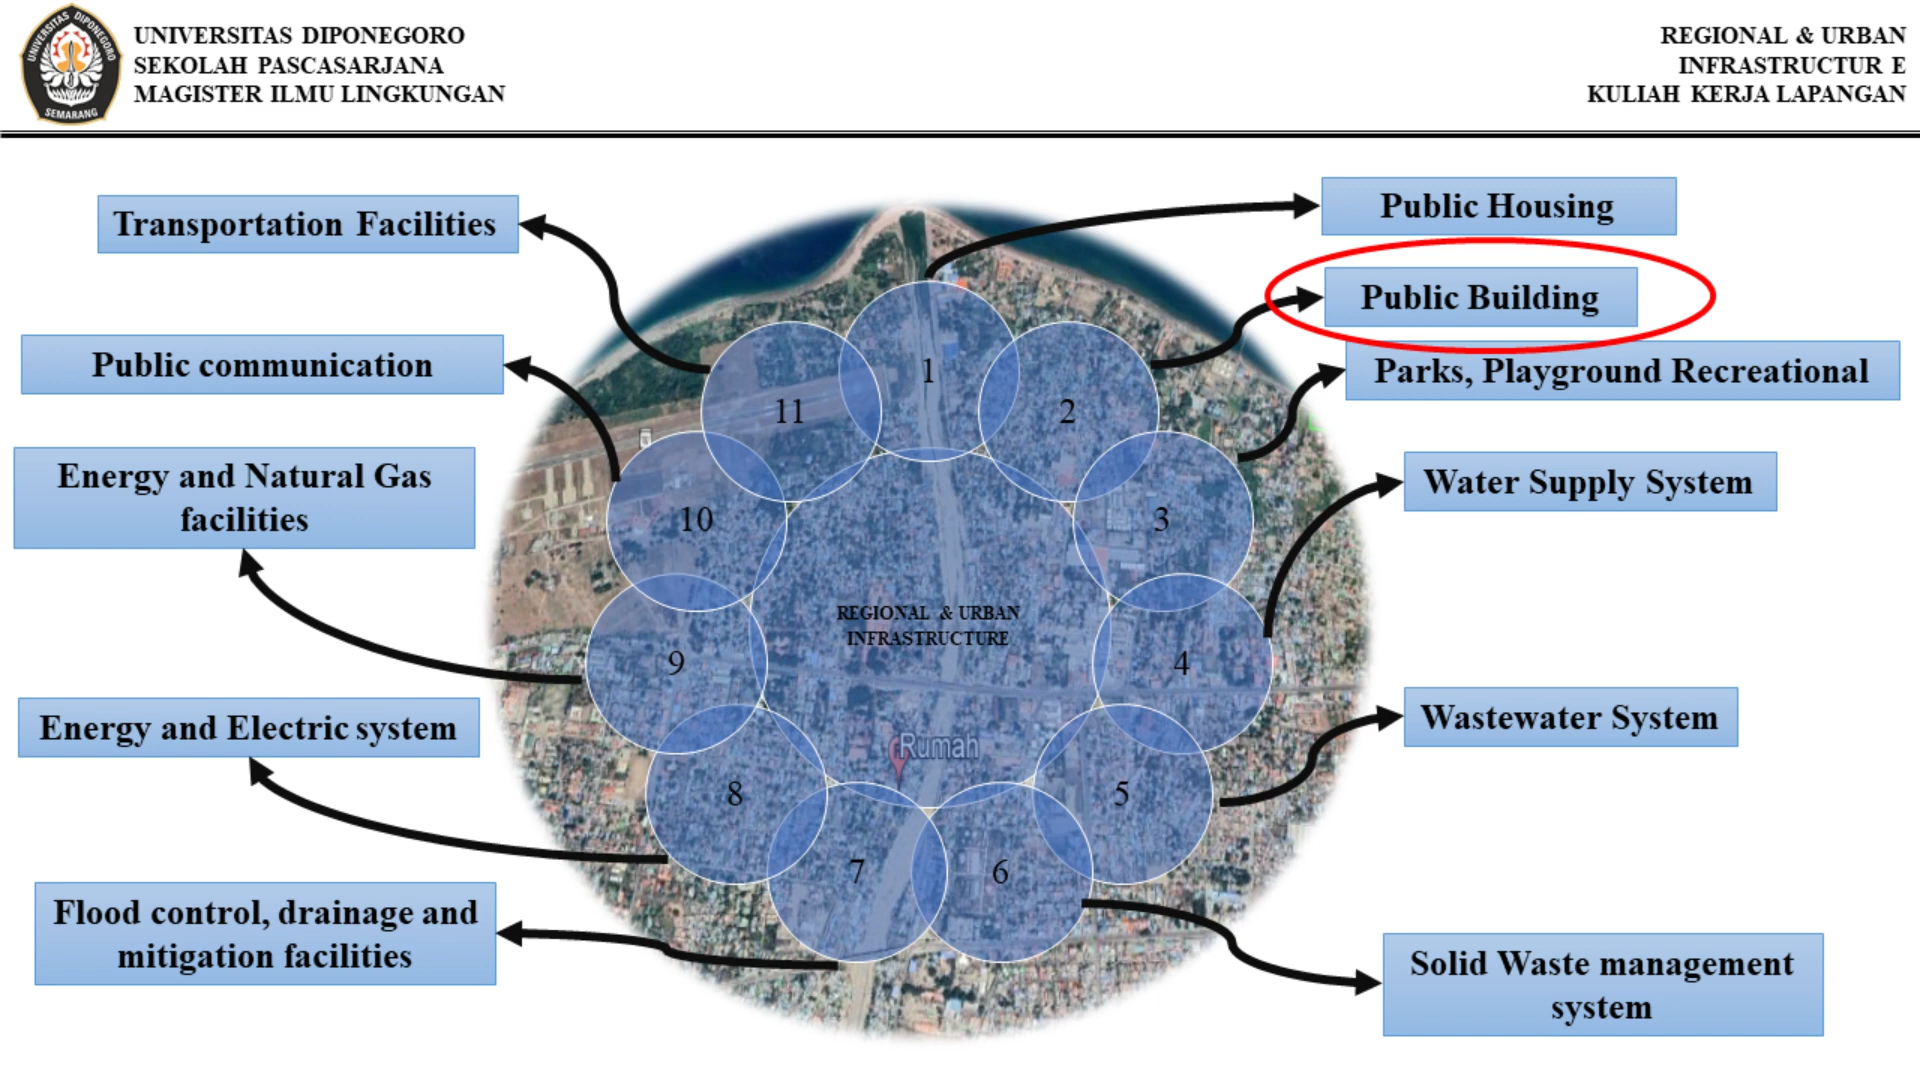 UNIVERSITAS DIPONEGORO
SEKOLAH PASCASARJANA
MAGISTER ILMU LINGKUNGAN
UNIVERSITAS DIPONEGORO
SEMARANG
REGIONAL & URBAN
INFRASTRUCTUR E
KULIAH KERJA LAPANGAN
Transportation Facilities
Public communication
Energy and Natural Gas
facilities
Energy and Electric system
Flood control, drainage and
mitigation facilities
1
2
3
4
5
6
7
8
9
10
11
REGIONAL & URBAN
INFRASTRUCTURE
Rumah
Public Housing
Public Building
Parks, Playground Recreational
Water Supply System
Wastewater System
Solid Waste management
system